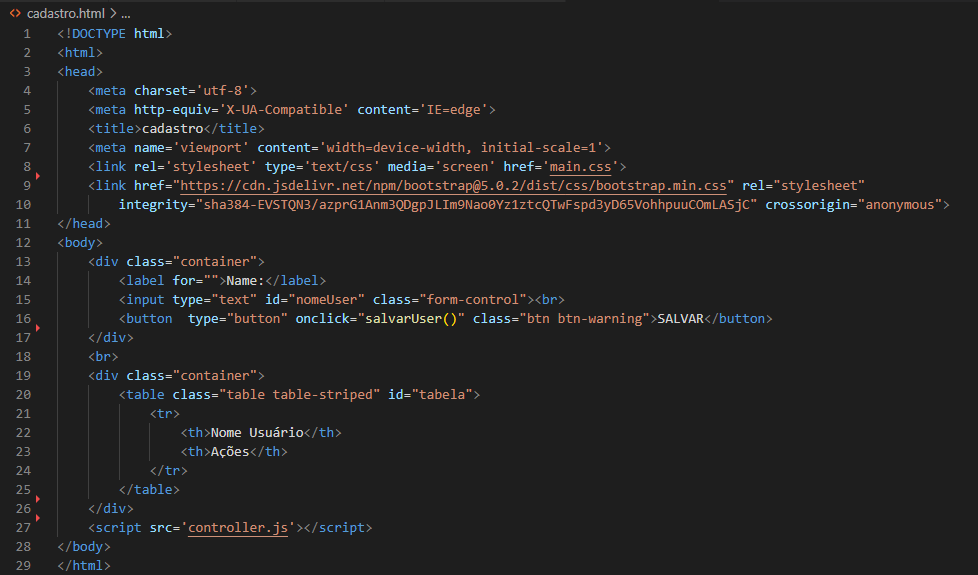 cadastro.html > ...
1 <!DOCTYPE html>
2 <html>
3 <head>
4 <meta charset='utf-8'>
5 <meta http-equiv='X-UA-Compatible' content='IE=edge'>
6 <title>cadastro</title>
7 <meta name='viewport' content='width=device-width, initial-scale=1'>
8 <link rel='stylesheet' type='text/css' media='screen' href='main.css'>
9 <link href="https://cdn.jsdelivr.net/npm/bootstrap@5.0.2/dist/css/bootstrap.min.css" rel="stylesheet"
10 integrity="sha384-EVSTQN3/azprG1Anm3QDgpJLIm9Nao0Yz1ztcQTwFspd3yD65VohhpuuCOmLASjC" crossorigin="anonymous">
11 </head>
12 <body>
13 <div class="container">
14 <label for="">Name:</label>
15 <input type="text" id="nomeUser" class="form-control"><br>
16 <button  type="button" onclick="salvarUser()" class="btn btn-warning">SALVAR</button>
17 </div>
18 <br>
19 <div class="container">
20 <table class="table table-striped" id="tabela">
21 <tr>
22 <th>Nome Usuário</th>
23 <th>Ações</th>
24 </tr>
25 </table>
26 </div>
27 <script src='controller.js'></script>
28 </body>
29 </html>